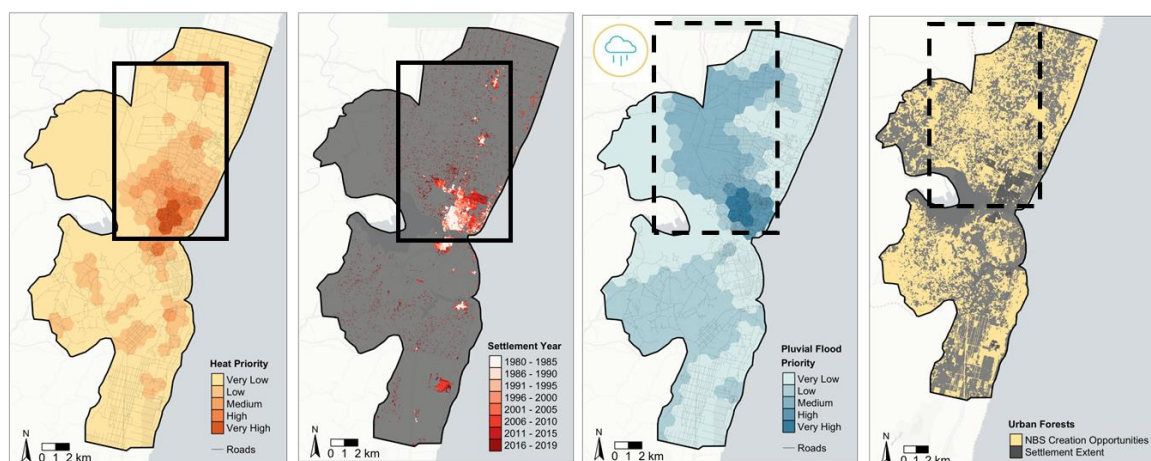 Heat Priority
Very Low
Low
Medium
High
Very High
Roads
N
0 1 2 km
Settlement Year
1980 - 1985
1986 - 1990
1991 - 1995
1996 - 2000
2001 - 2005
2006 - 2010
2011 - 2015
2016 - 2019
N
0 1 2 km
Pluvial Flood
Priority
Very Low
Low
Medium
High
Very High
Roads
N
0 1 2 km
Urban Forests
NBS Creation Opportunities
Settlement Extent
N
0 1 2 km